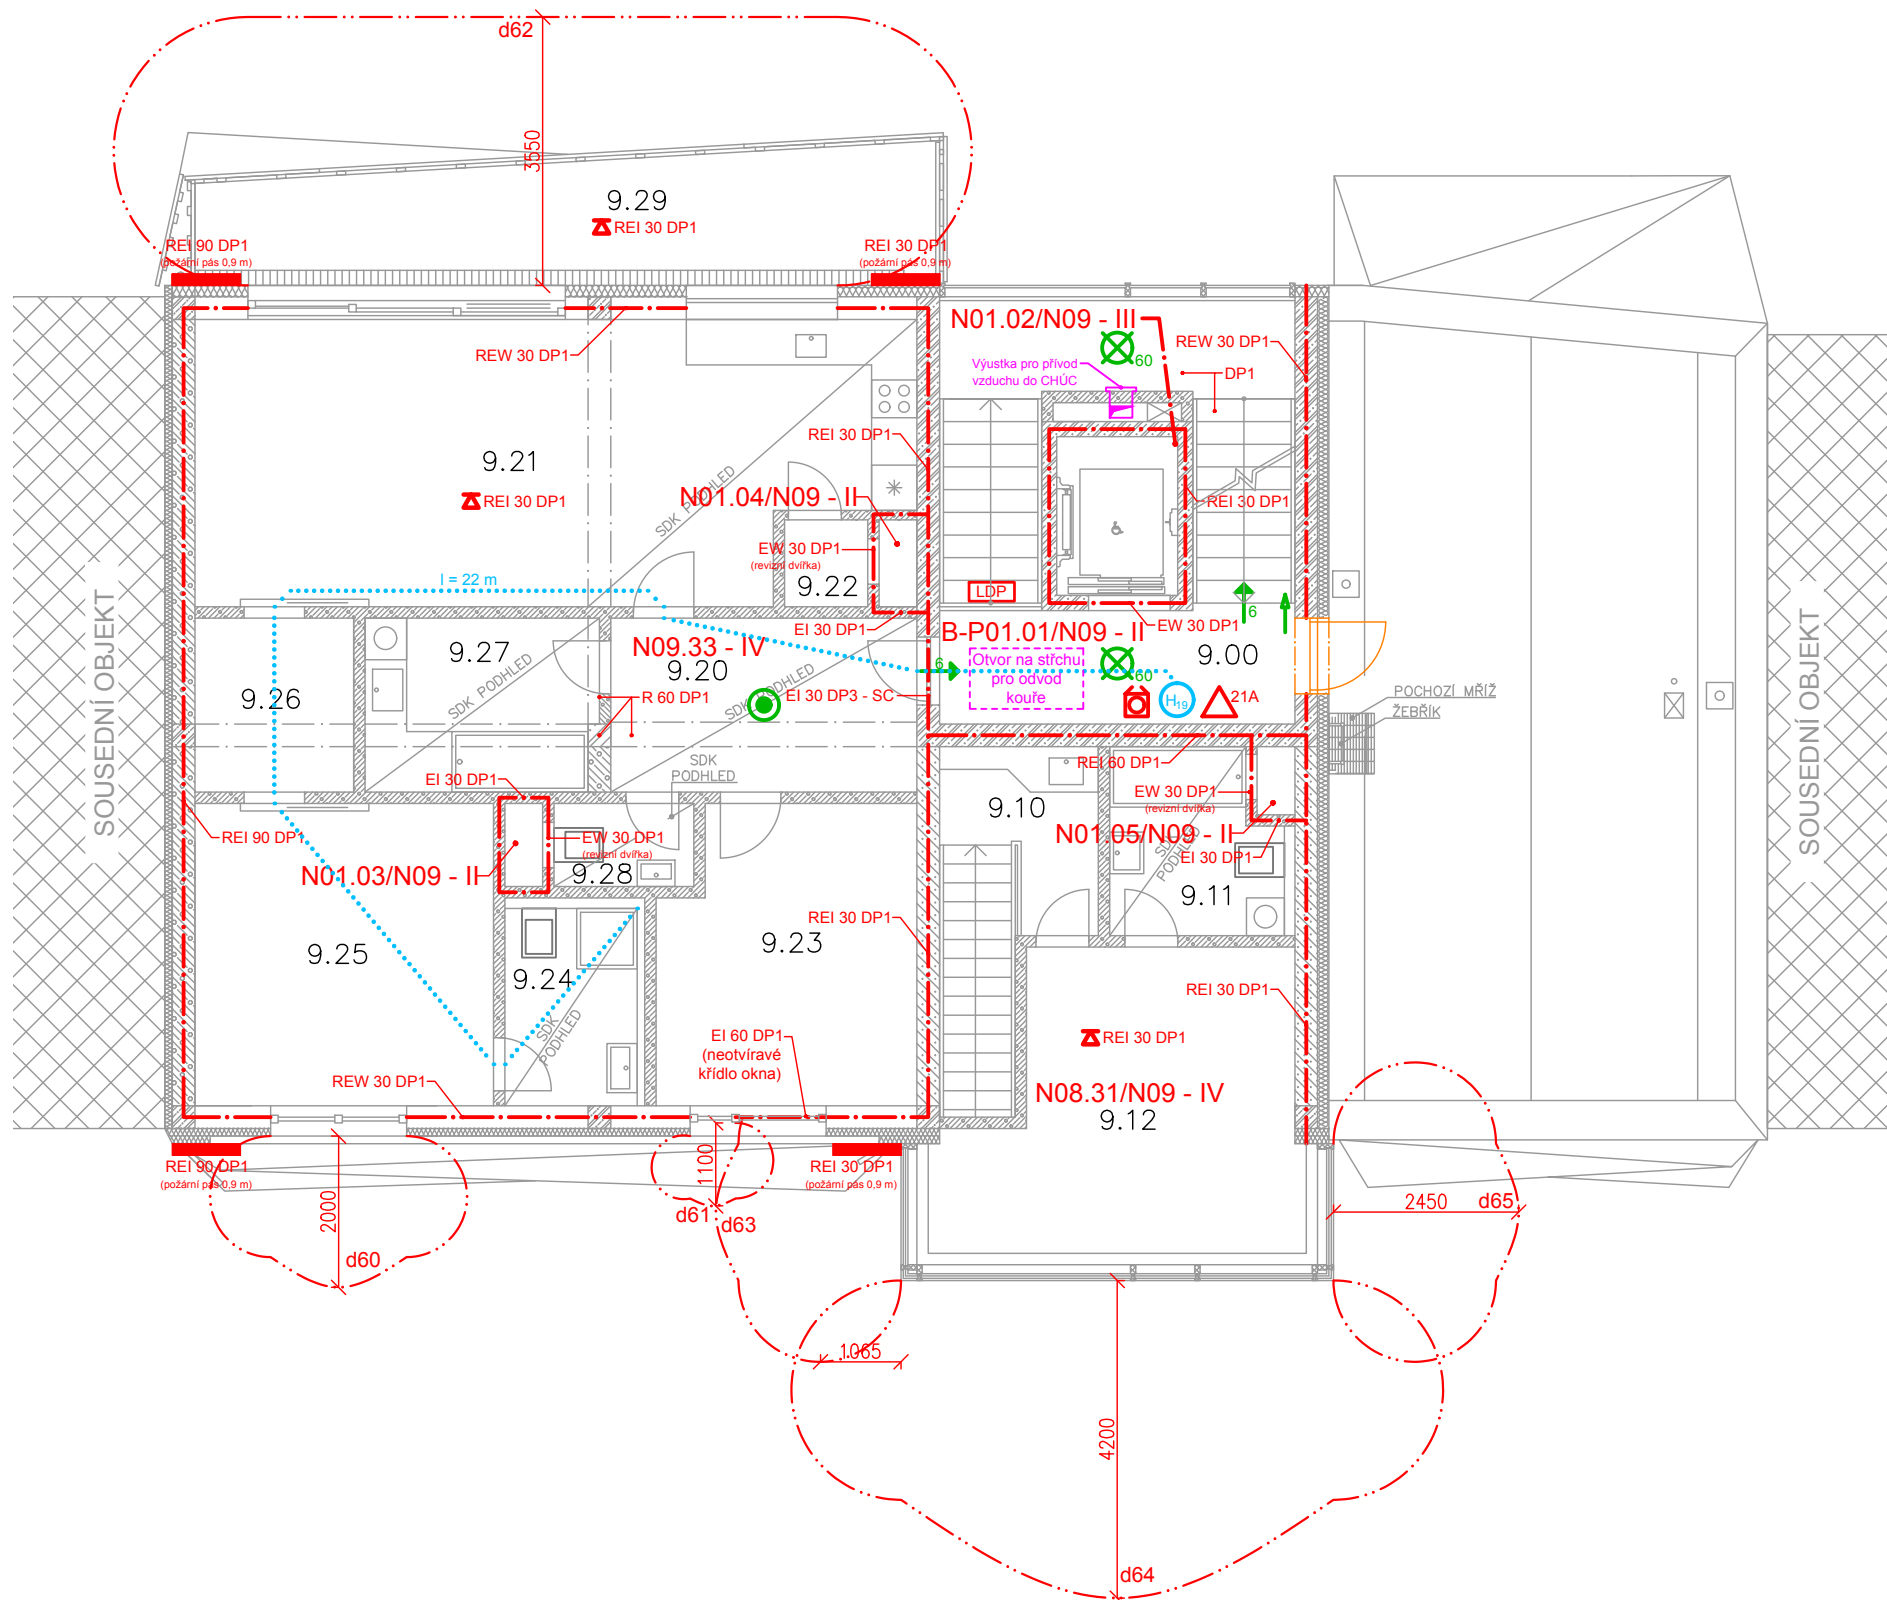 d62
3550
9.29
REI 30 DP1
REI 90 DP1
(požární pás 0,9 m)
REI 30 DP1
(požární pás 0,9 m)
N01.02/N09 - III
60
REW 30 DP1
REW 30 DP1
Výustka pro přívod
vzduchu do CHÚC
DP1
REI 30 DP1
9.21
REI 30 DP1
SDK PODHLED
N01.04/N09 - II
REI 30 DP1
EW 30 DP1
(revizní dvířka)
9.22
l = 22 m
LDP
6
EI 30 DP1
EW 30 DP1
B-P01.01/N09 - II
9.00
Otvor na střchu
pro odvod
kouře
60
6
H19
21A
SOUSEDNÍ OBJEKT
SOUSEDNÍ OBJEKT
9.27
SDK PODHLED
N09.33 - IV
9.20
SDK PODHLED
R 60 DP1
EI 30 DP3 - SC
9.26
POCHOZÍ MŘÍŽ
ŽEBŘÍK
SDK
PODHLED
REI 60 DP1
EI 30 DP1
EW 30 DP1
(revizní dvířka)
9.10
REI 90 DP1
EW 30 DP1
(revizní dvířka)
N01.05/N09 - II
EI 30 DP1
SDK
PODHLED
N01.03/N09 - II
9.28
9.11
REI 30 DP1
9.25
9.23
9.24
SDK
PODHLED
REI 30 DP1
EI 60 DP1
(neotvíravé
křídlo okna)
REI 30 DP1
REW 30 DP1
N08.31/N09 - IV
9.12
REI 90 DP1
(požární pás 0,9 m)
1100
REI 30 DP1
(požární pás 0,9 m)
2000
d60
d61
d63
2450
d65
1065
4200
d64